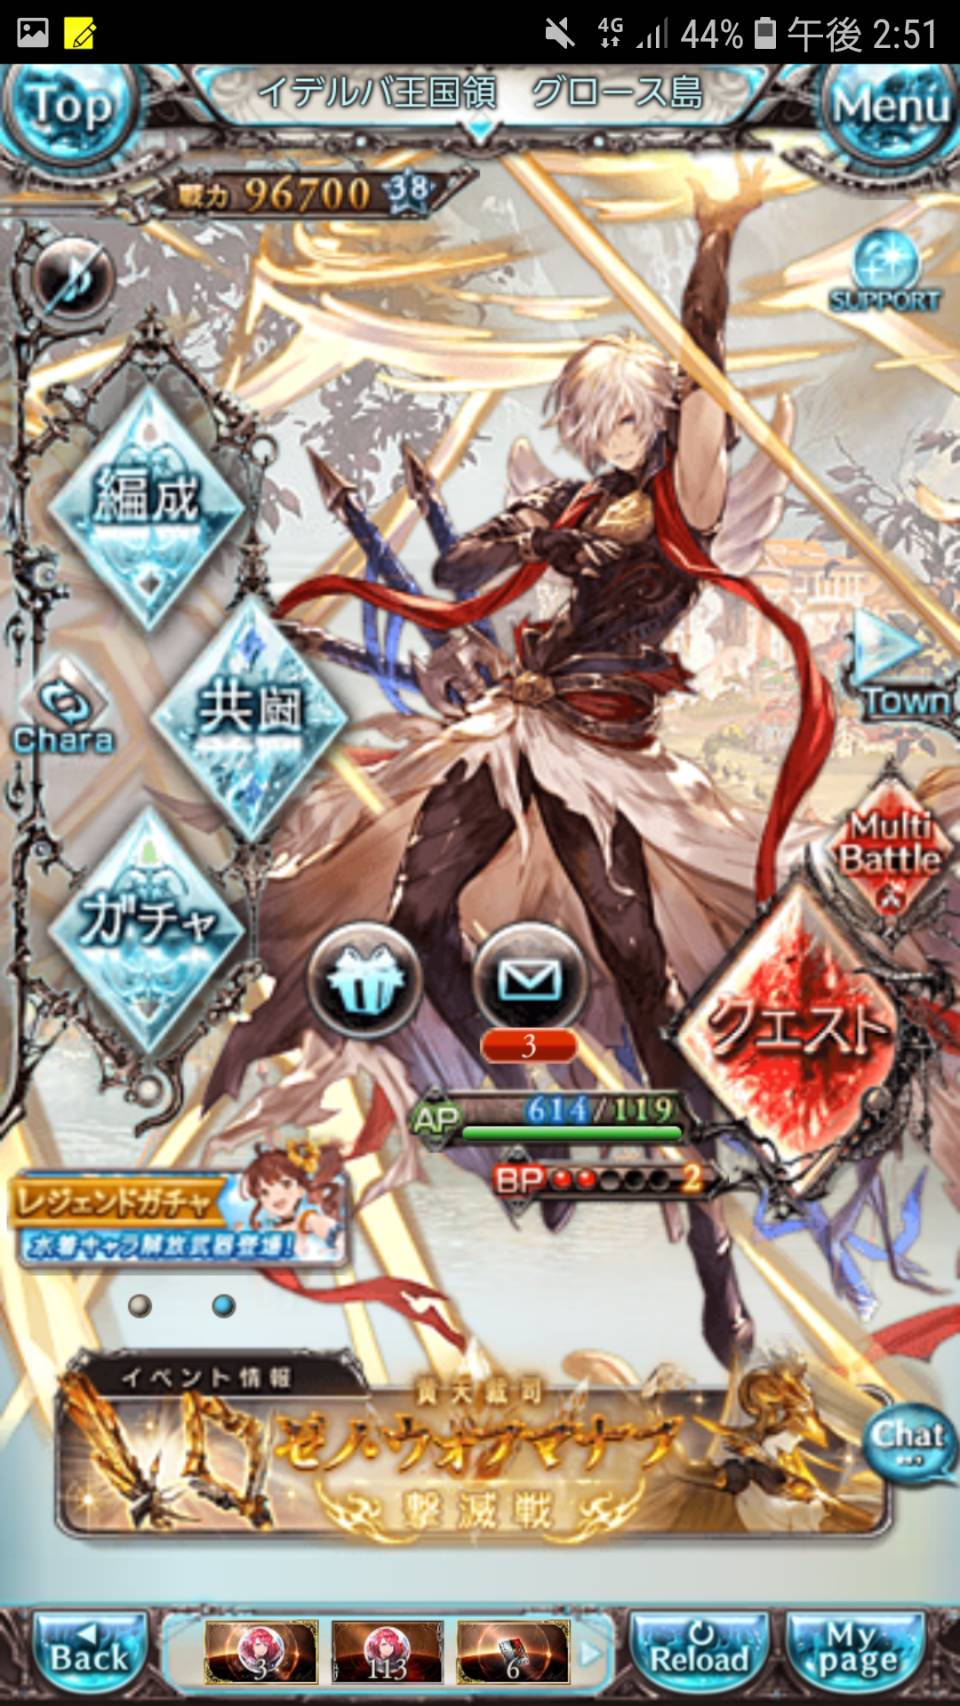 4G 44% 午後 2:51
Top
イデルバ王国領 グロース島
Menu
戦力 96700 38
SUPPORT
編成
共闘
Chara
Town
Multi
Battle
ガチャ
クエスト
3
AP 614/119
BP 2
レジェンドガチャ
水着キャラ解放武器登場!
イベント情報
黄天裁司
ゼノ・ウォフマナフ
撃滅戦
Chat
Back
3
113
6
Reload
My
page